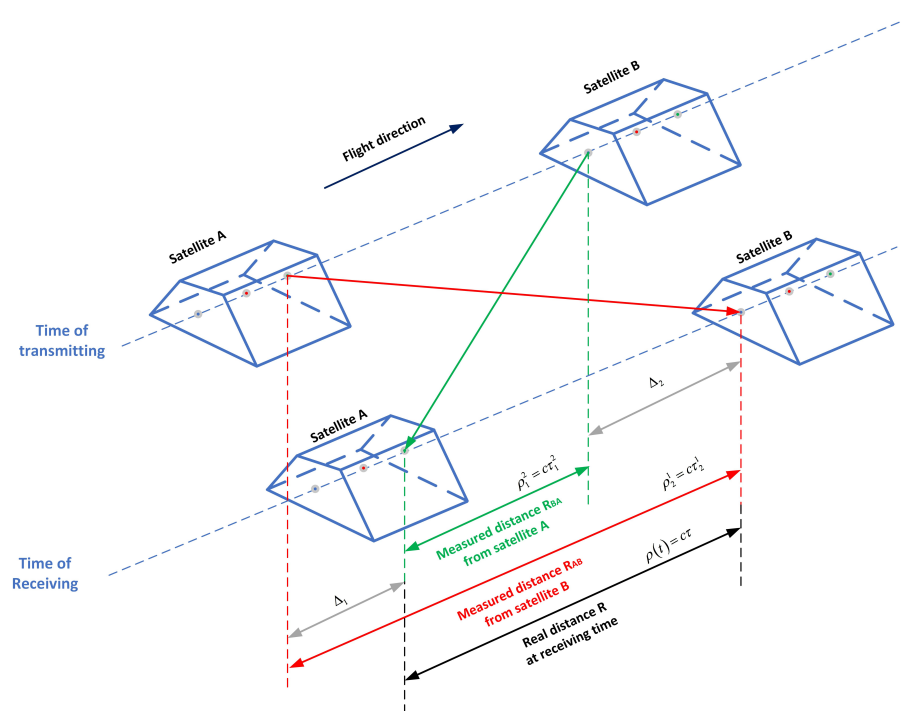 Satellite B
Flight direction
Satellite A
Satellite B
Time of
transmitting
Δ₂
Satellite A
ρ₁² = cτ₁²
ρ₂¹ = cτ₂¹
Measured distance RBA
from satellite A
ρ(t) = cτ
Time of
Receiving
Δ₁
Measured distance RAB
from satellite B
Real distance R
at receiving time